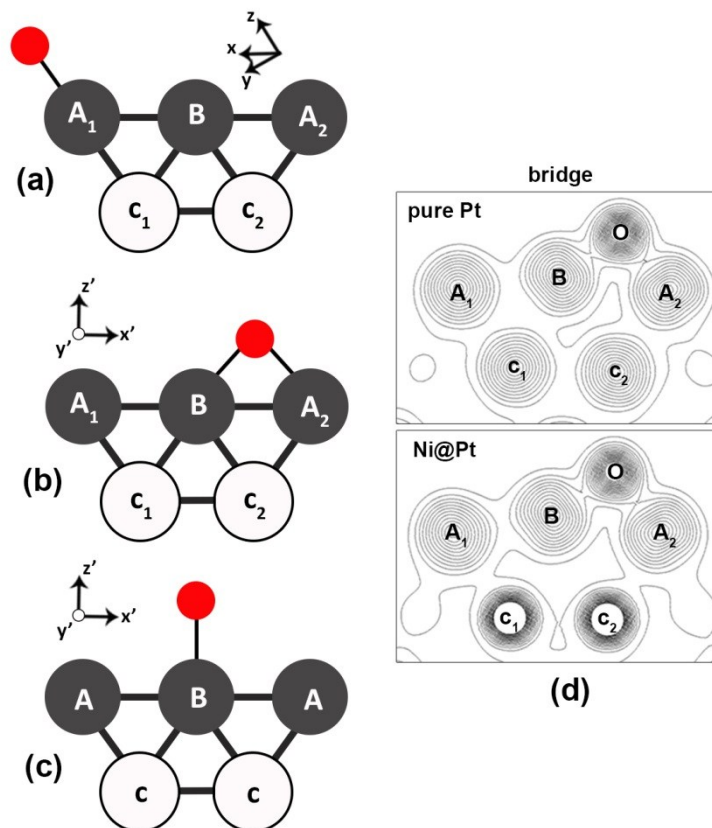 z
x
y
A₁ B A₂
(a)
c₁ c₂
z'
y' x'
A₁ B A₂
(b)
c₁ c₂
z'
y' x'
A B A
(c)
c c
bridge
pure Pt
O
B
A₁ A₂
c₁ c₂
Ni@Pt
O
B
A₁ A₂
c₁ c₂
(d)